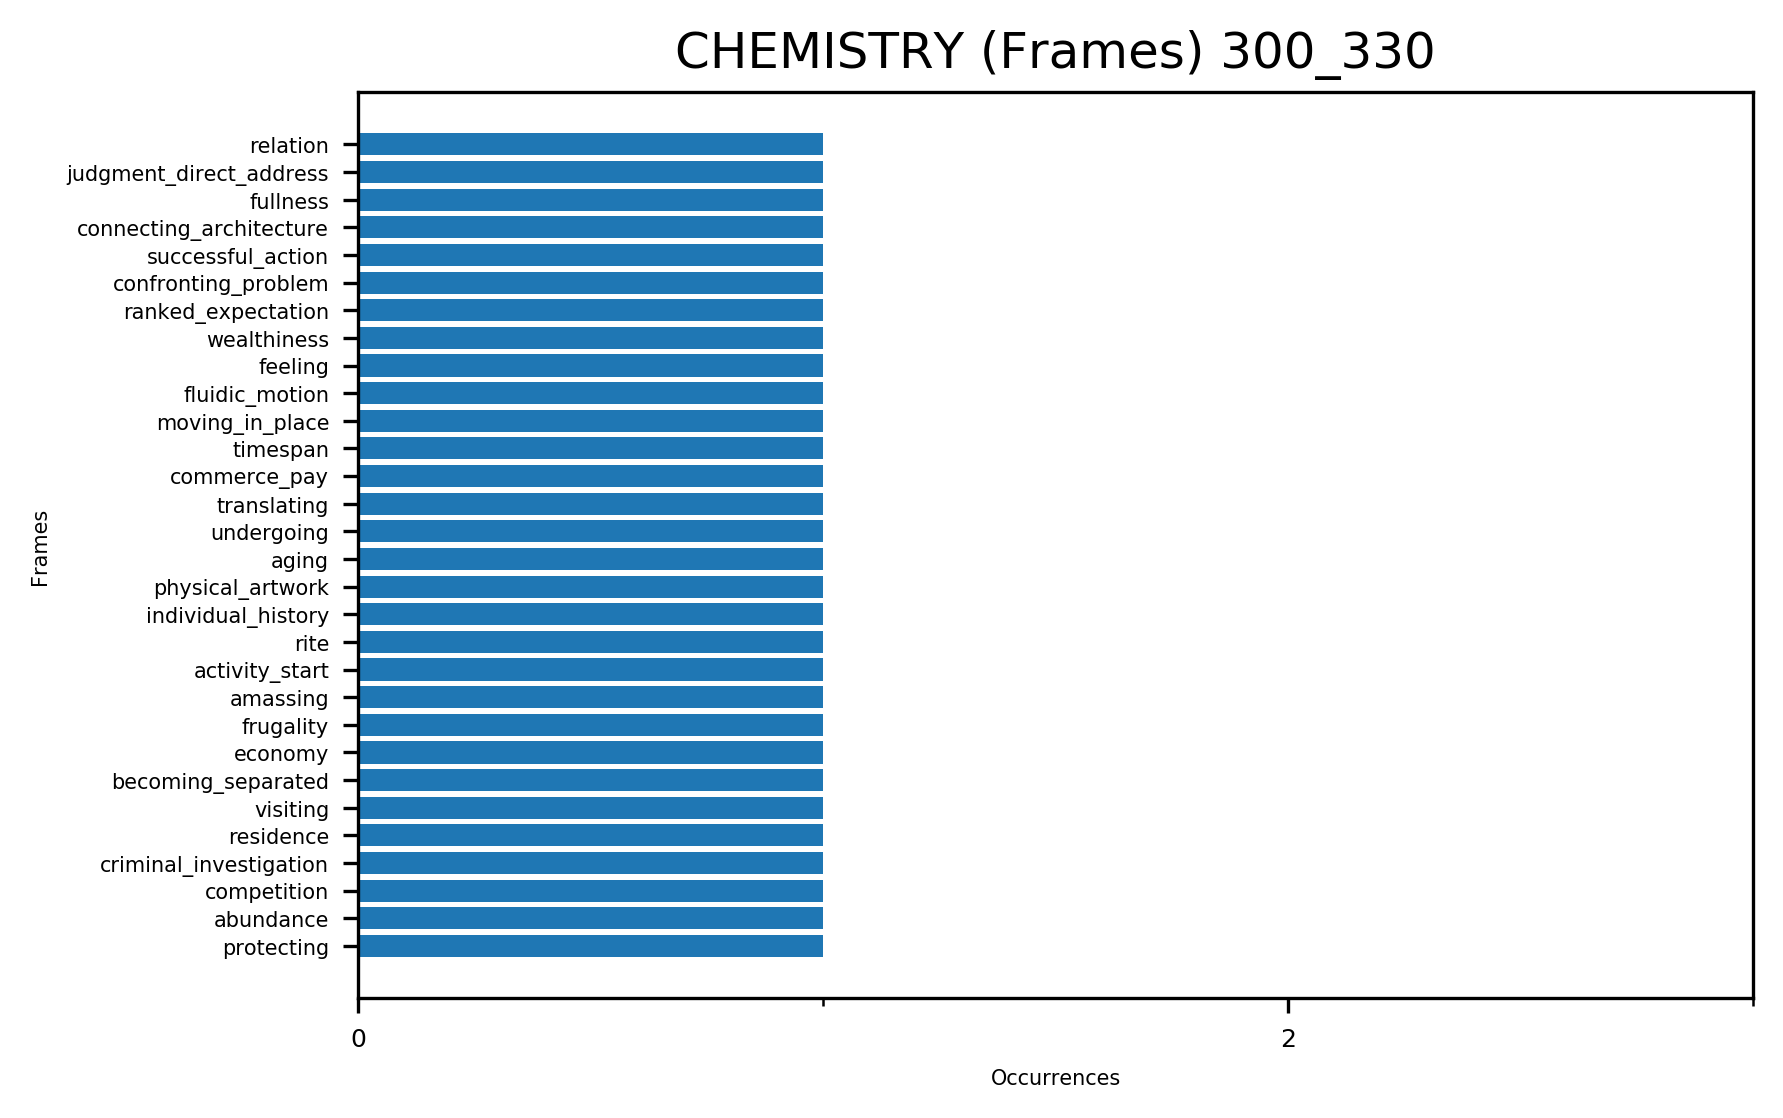 CHEMISTRY (Frames) 300_330
relation
judgment_direct_address
fullness
connecting_architecture
successful_action
confronting_problem
ranked_expectation
wealthiness
feeling
fluidic_motion
moving_in_place
timespan
commerce_pay
translating
undergoing
aging
physical_artwork
individual_history
rite
activity_start
amassing
frugality
economy
becoming_separated
visiting
residence
criminal_investigation
competition
abundance
protecting
Frames
0 2
Occurrences